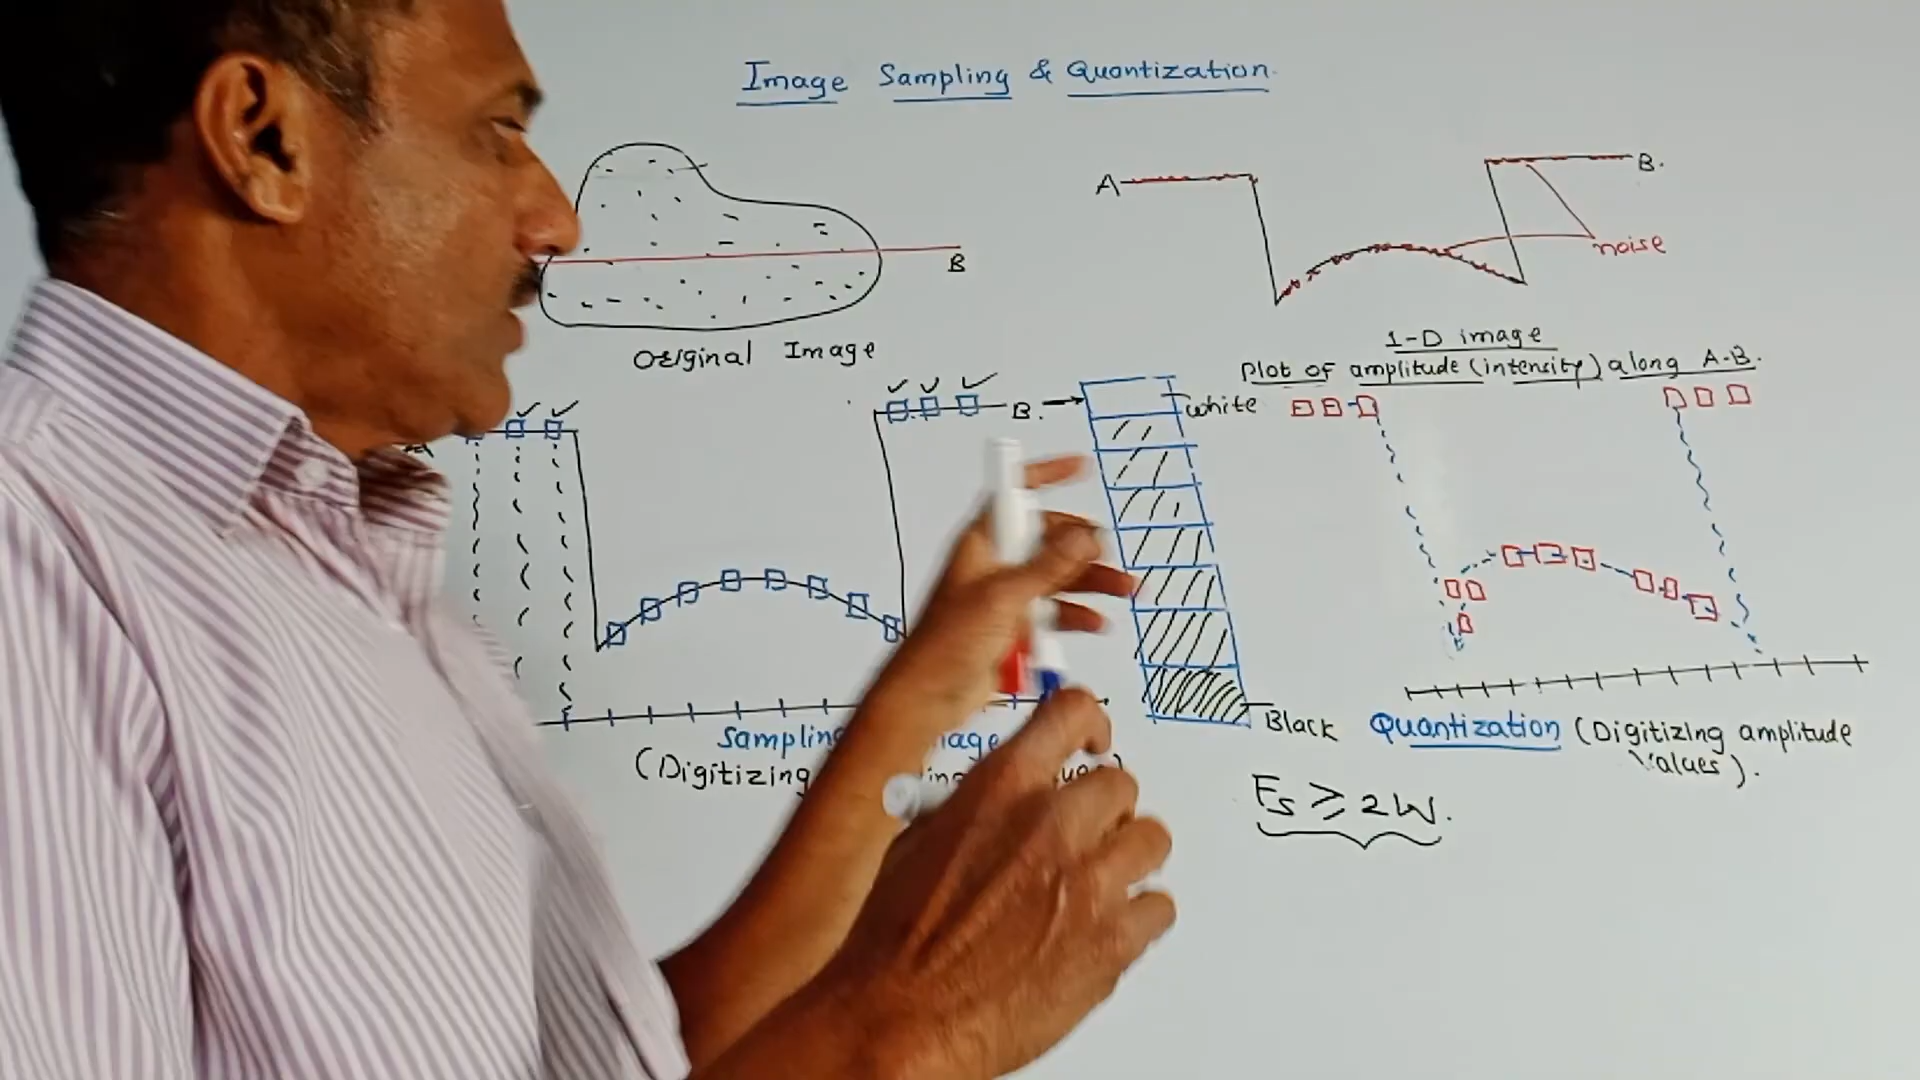 Image Sampling & Quantization.
A
B.
noise
B
Original Image
1-D image
Plot of amplitude (intensity) along A-B.
A
B.
white
Black
Sampling
(Digitizing
Quantization (Digitizing amplitude
Values).
Fs ≥ 2W.